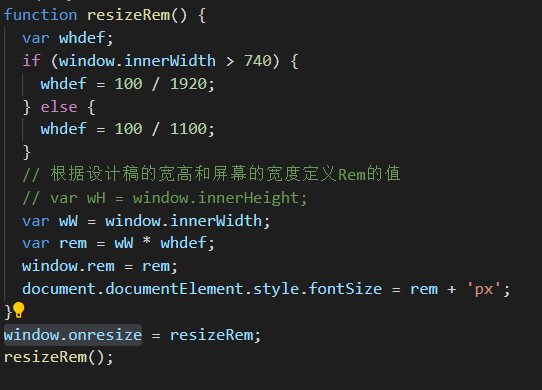 function resizeRem() {
  var whdef;
  if (window.innerWidth > 740) {
    whdef = 100 / 1920;
  } else {
    whdef = 100 / 1100;
  }
  // 根据设计稿的宽高和屏幕的宽度定义Rem的值
  // var wH = window.innerHeight;
  var wW = window.innerWidth;
  var rem = wW * whdef;
  window.rem = rem;
  document.documentElement.style.fontSize = rem + 'px';
}
window.onresize = resizeRem;
resizeRem();